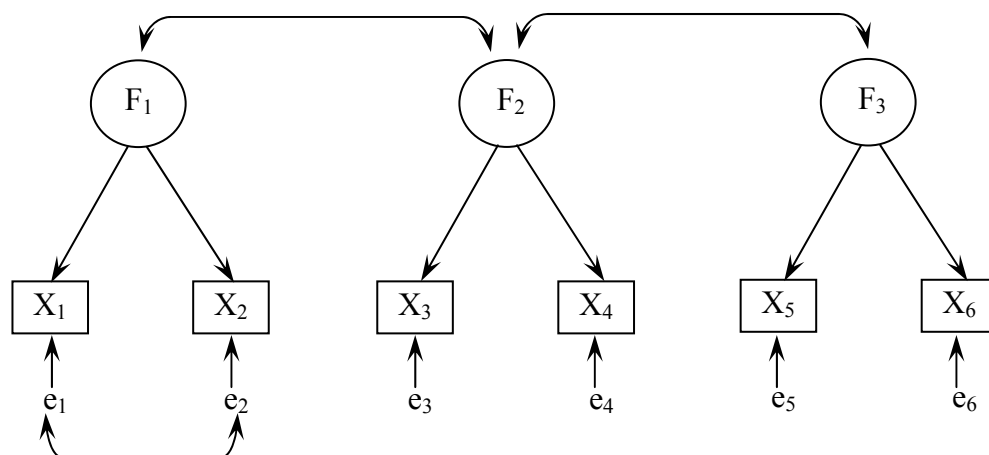 F₁ F₂ F₃
X₁ X₂ X₃ X₄ X₅ X₆
e₁ e₂ e₃ e₄ e₅ e₆